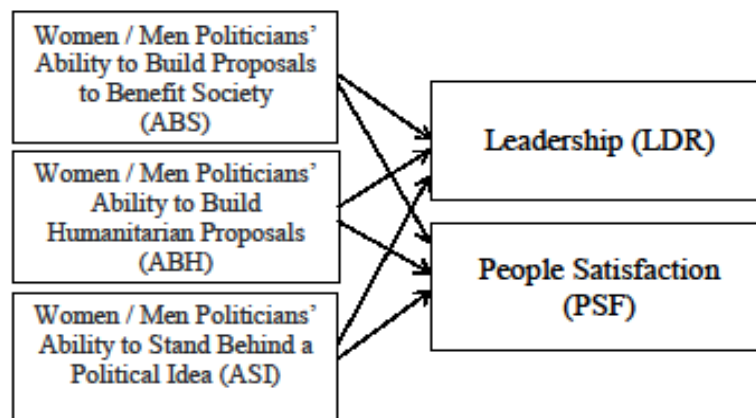 Women / Men Politicians'
Ability to Build Proposals
to Benefit Society
(ABS)
Women / Men Politicians'
Ability to Build
Humanitarian Proposals
(ABH)
Women / Men Politicians'
Ability to Stand Behind a
Political Idea (ASI)
Leadership (LDR)
People Satisfaction
(PSF)